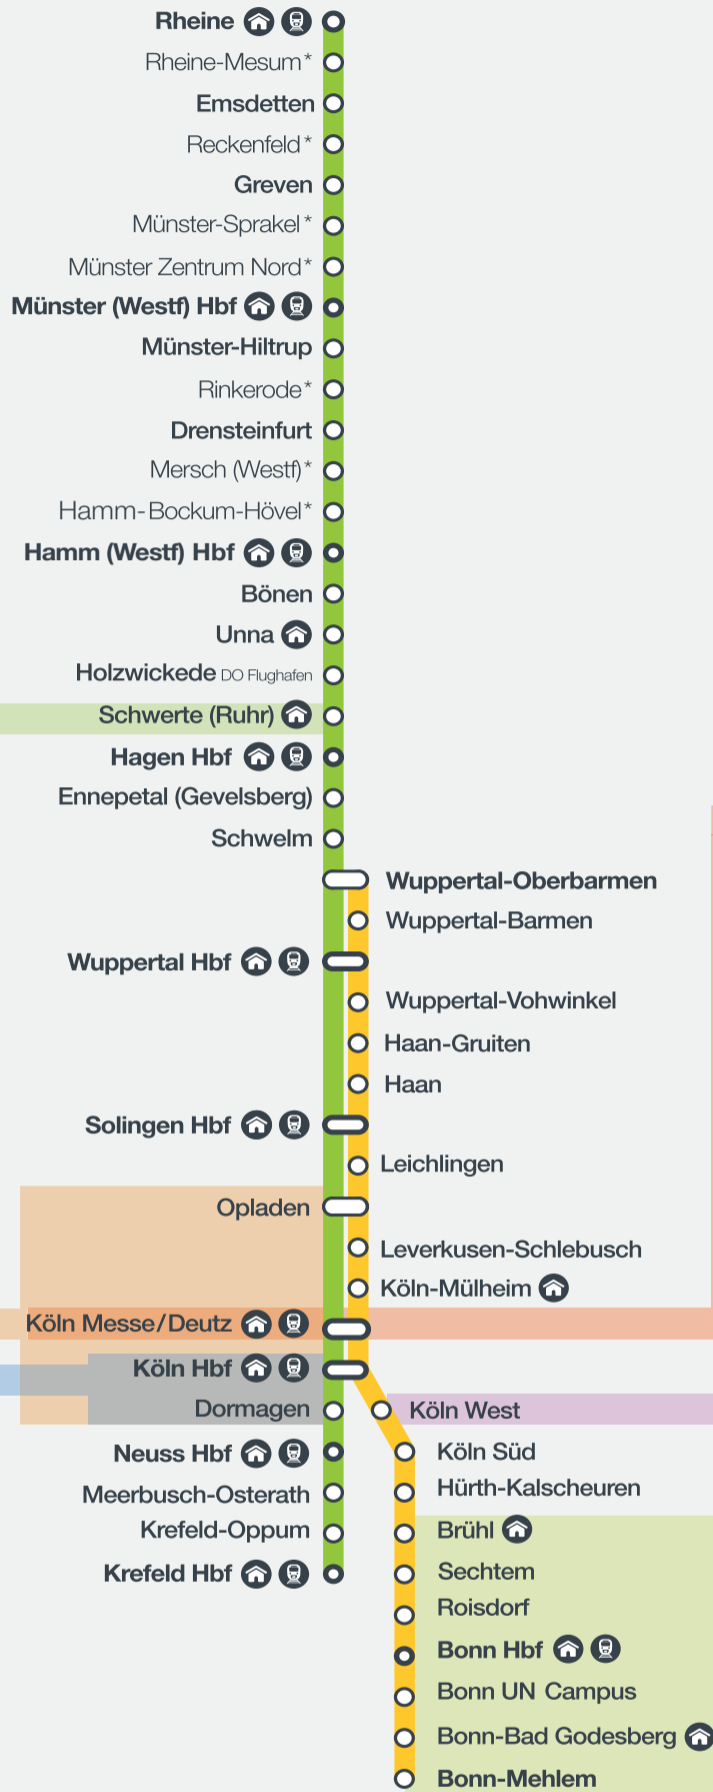 Rheine
Rheine-Mesum*
Emsdetten
Reckenfeld*
Greven
Münster-Sprakel*
Münster Zentrum Nord*
Münster (Westf) Hbf
Münster-Hiltrup
Rinkerode*
Drensteinfurt
Mersch (Westf)*
Hamm-Bockum-Hövel*
Hamm (Westf) Hbf
Bönen
Unna
Holzwickede DO Flughafen
Schwerte (Ruhr)
Hagen Hbf
Ennepetal (Gevelsberg)
Schwelm
Wuppertal-Oberbarmen
Wuppertal-Barmen
Wuppertal Hbf
Wuppertal-Vohwinkel
Haan-Gruiten
Haan
Solingen Hbf
Leichlingen
Opladen
Leverkusen-Schlebusch
Köln-Mülheim
Köln Messe/Deutz
Köln Hbf
Dormagen
Köln West
Neuss Hbf
Köln Süd
Meerbusch-Osterath
Hürth-Kalscheuren
Krefeld-Oppum
Brühl
Krefeld Hbf
Sechtem
Roisdorf
Bonn Hbf
Bonn UN Campus
Bonn-Bad Godesberg
Bonn-Mehlem